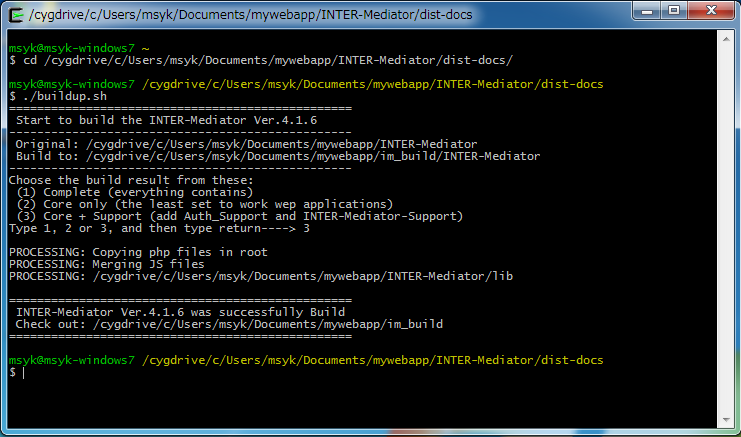 /cygdrive/c/Users/msyk/Documents/mywebapp/INTER-Mediator/dist-docs
msyk@msyk-windows7 ~
$ cd /cygdrive/c/Users/msyk/Documents/mywebapp/INTER-Mediator/dist-docs/
msyk@msyk-windows7 /cygdrive/c/Users/msyk/Documents/mywebapp/INTER-Mediator/dist-docs
$ ./buildup.sh
=================================================
Start to build the INTER-Mediator Ver.4.1.6
-------------------------------------------------
Original: /cygdrive/c/Users/msyk/Documents/mywebapp/INTER-Mediator
Build to: /cygdrive/c/Users/msyk/Documents/mywebapp/im_build/INTER-Mediator
-------------------------------------------------
Choose the build result from these:
(1) Complete (everything contains)
(2) Core only (the least set to work wep applications)
(3) Core + Support (add Auth_Support and INTER-Mediator-Support)
Type 1, 2 or 3, and then type return----> 3
PROCESSING: Copying php files in root
PROCESSING: Merging JS files
PROCESSING: /cygdrive/c/Users/msyk/Documents/mywebapp/INTER-Mediator/lib
=================================================
INTER-Mediator Ver.4.1.6 was successfully Build
Check out: /cygdrive/c/Users/msyk/Documents/mywebapp/im_build
=================================================
msyk@msyk-windows7 /cygdrive/c/Users/msyk/Documents/mywebapp/INTER-Mediator/dist-docs
$